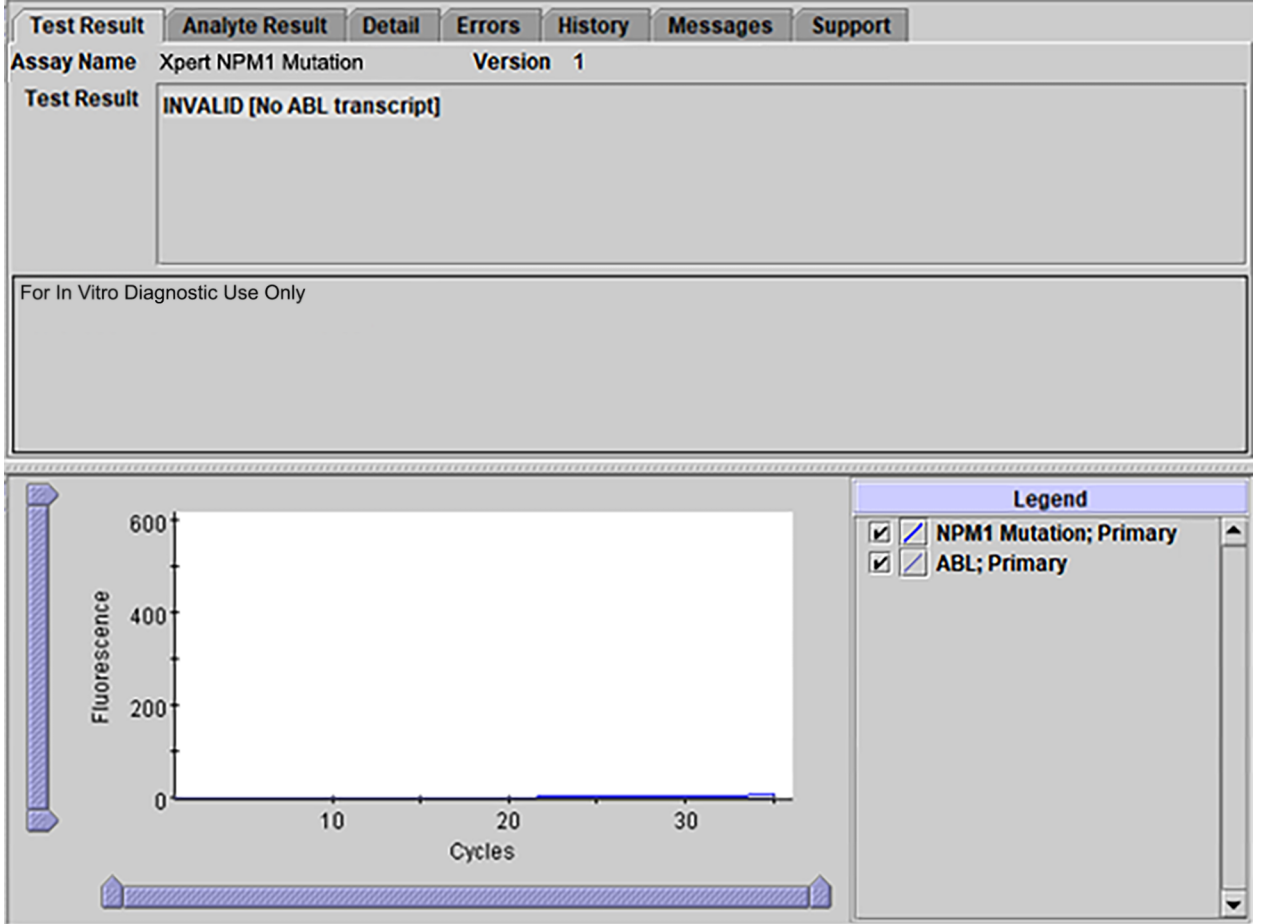 Test Result Analyte Result Detail Errors History Messages Support
Assay Name Xpert NPM1 Mutation Version 1
Test Result INVALID [No ABL transcript]
For In Vitro Diagnostic Use Only
Legend
NPM1 Mutation; Primary
ABL; Primary
600
400
200
0
Fluorescence
10 20 30
Cycles